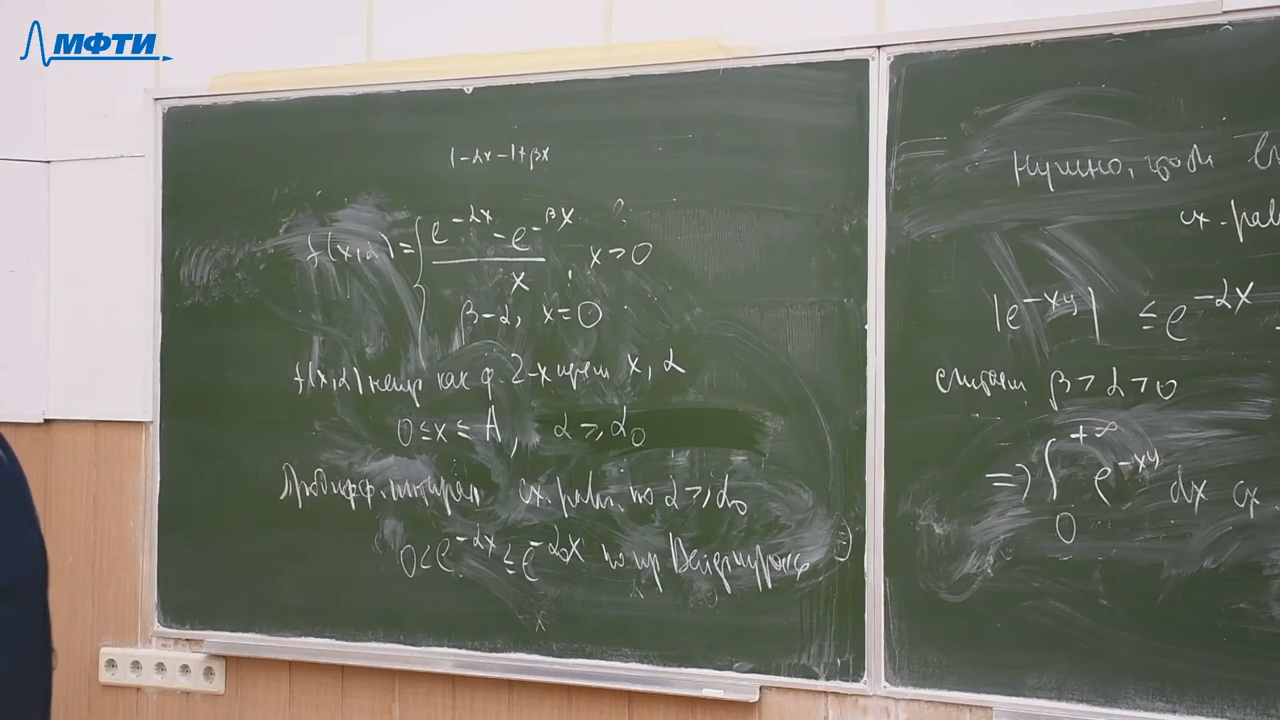 МФТИ
1-αx-1+βx
f(x,α) = { (e^{-αx} - e^{-βx}) / x , x>0
β-α, x=0
f(x,α) непр как ф. 2-х перем x, α
0≤x≤A, α≥α₀
Продифф. интеграл сх. равн. по α≥α₀
0<e^{-αx}≤e^{-α₀x} по пр Вейерштрасса
Нужно, чтобы
сх. равн
|e^{-xy}| ≤ e^{-αx}
Считаем β>α>0
=> ∫₀^{+∞} e^{-xy} dx сх